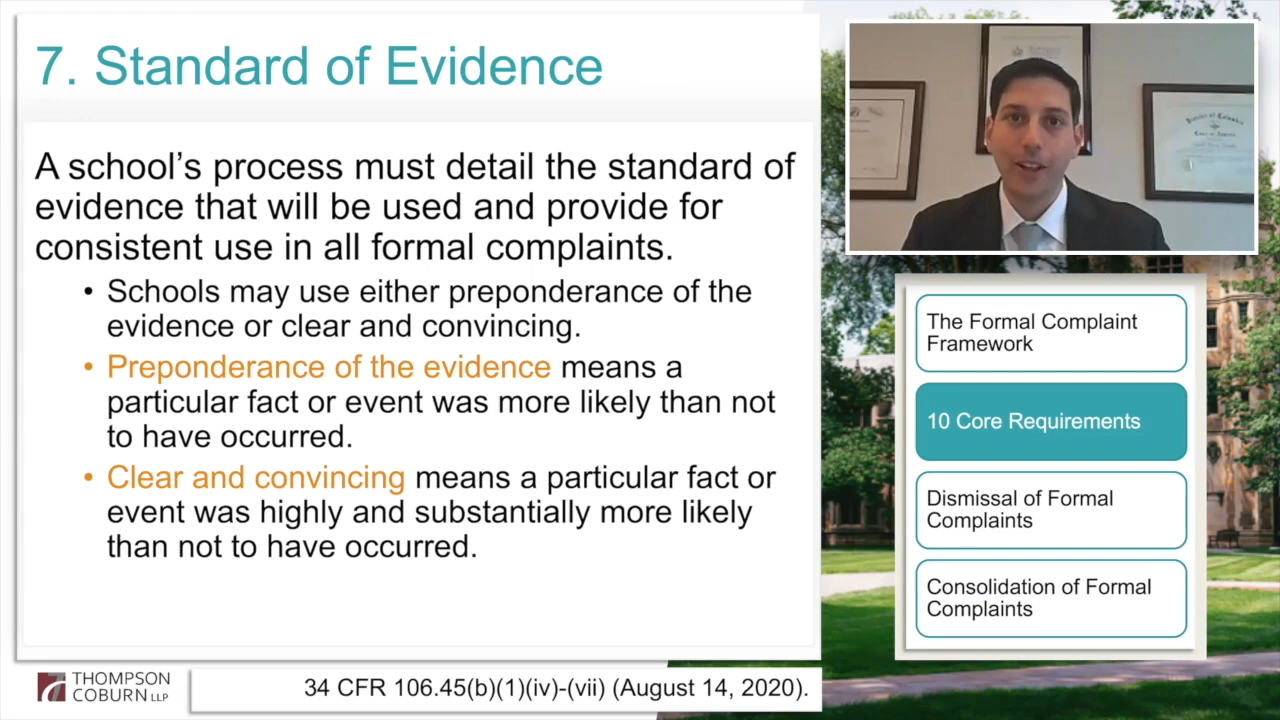 7. Standard of Evidence
A school’s process must detail the standard of
evidence that will be used and provide for
consistent use in all formal complaints.
• Schools may use either preponderance of the
evidence or clear and convincing.
• Preponderance of the evidence means a
particular fact or event was more likely than not
to have occurred.
• Clear and convincing means a particular fact or
event was highly and substantially more likely
than not to have occurred.
District of Columbia
The Formal Complaint
Framework
10 Core Requirements
Dismissal of Formal
Complaints
Consolidation of Formal
Complaints
THOMPSON
COBURN LLP
34 CFR 106.45(b)(1)(iv)-(vii) (August 14, 2020).